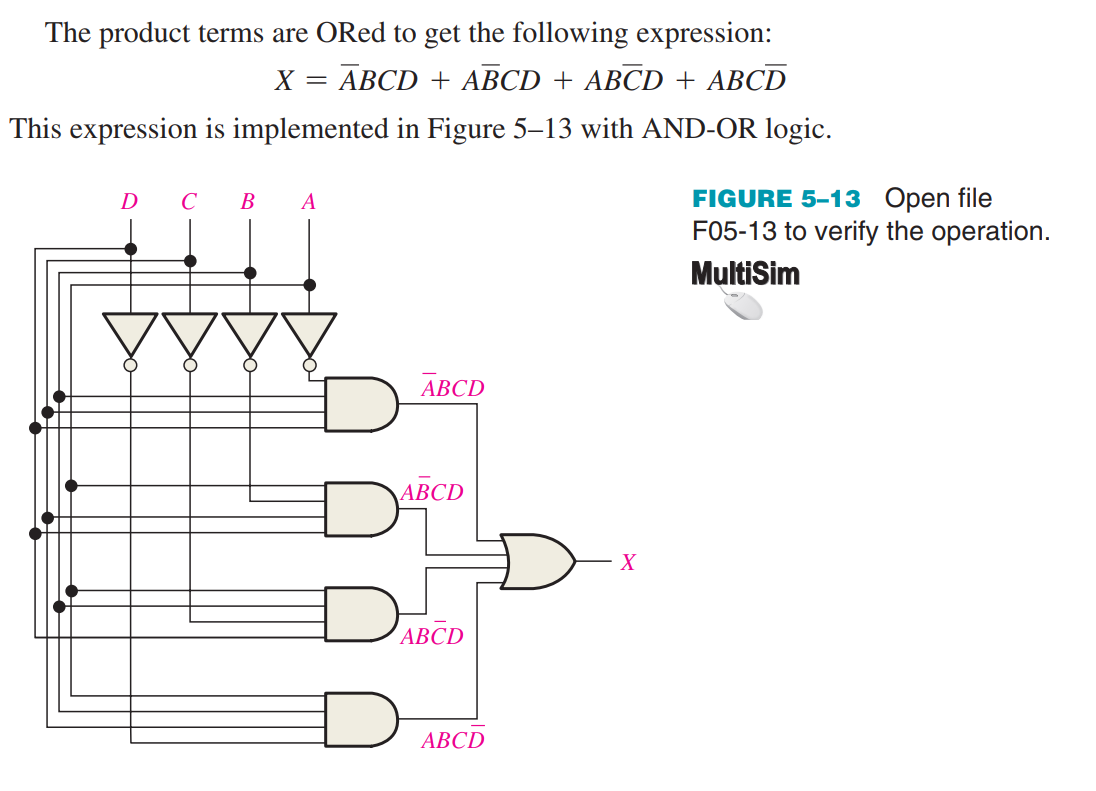 The product terms are ORed to get the following expression:
X = A̅BCD + AB̅CD + ABC̅D + ABCD̅
This expression is implemented in Figure 5–13 with AND-OR logic.
D C B A
FIGURE 5–13 Open file
F05-13 to verify the operation.
MultiSim
A̅BCD
AB̅CD
X
ABC̅D
ABCD̅